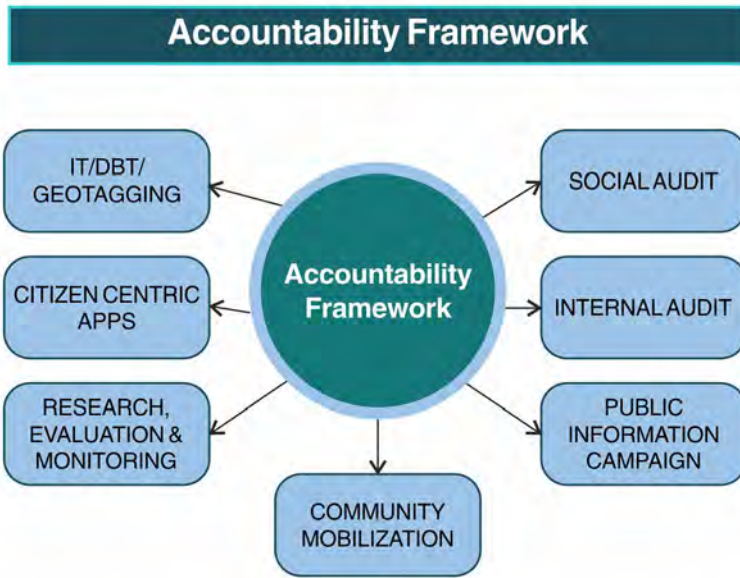 Accountability Framework
IT/DBT/
GEOTAGGING
SOCIAL AUDIT
Accountability
Framework
CITIZEN CENTRIC
APPS
INTERNAL AUDIT
RESEARCH,
EVALUATION &
MONITORING
PUBLIC
INFORMATION
CAMPAIGN
COMMUNITY
MOBILIZATION